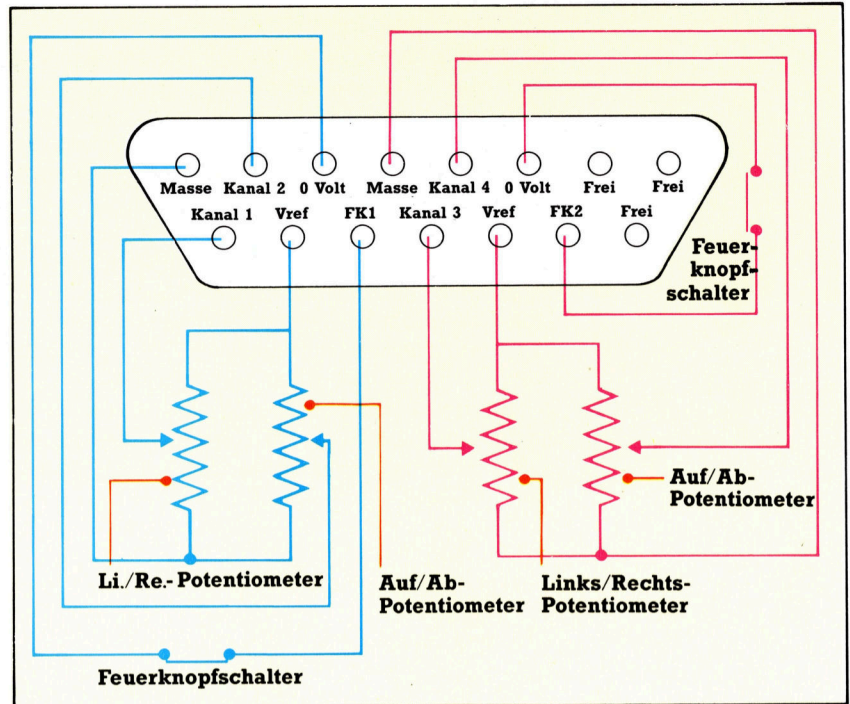 Masse Kanal 2 0 Volt Masse Kanal 4 0 Volt Frei Frei
Kanal 1 Vref FK1 Kanal 3 Vref FK2 Frei
Feuer-
knopf-
schalter
Auf/Ab-
Potentiometer
Li./Re.- Potentiometer
Auf/Ab-
Potentiometer
Links/Rechts-
Potentiometer
Feuerknopfschalter